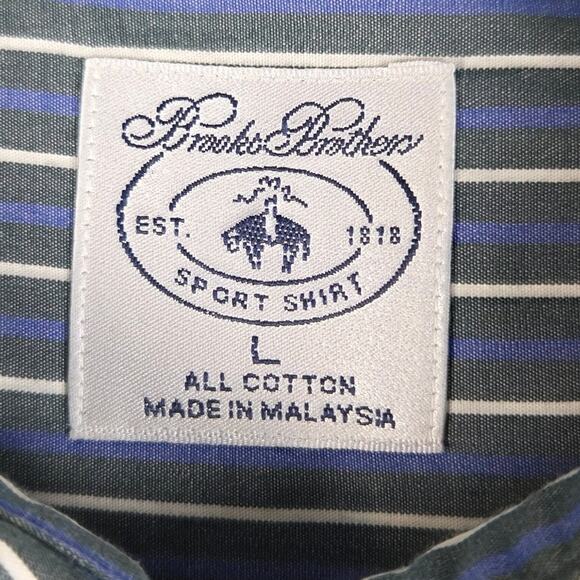 Brooks Brothers
EST. 1818
SPORT SHIRT
L
ALL COTTON
MADE IN MALAYSIA